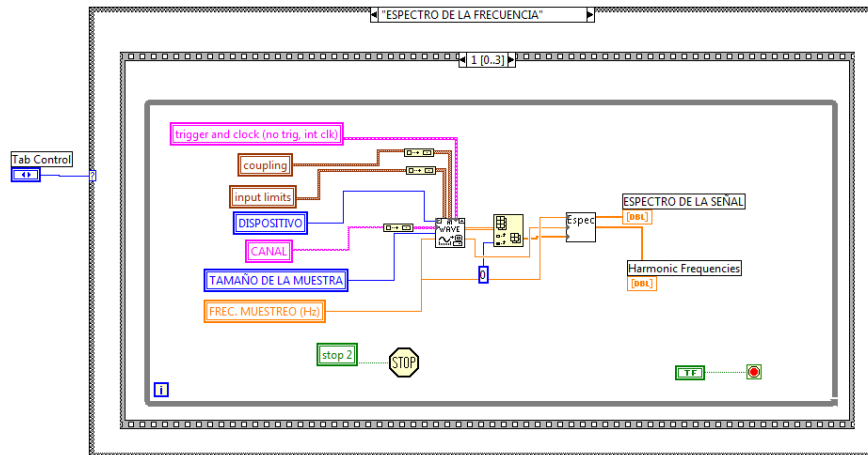 "ESPECTRO DE LA FRECUENCIA"
1 [0..3]
trigger and clock (no trig, int clk)
Tab Control
coupling
input limits
DISPOSITIVO
CANAL
TAMAÑO DE LA MUESTRA
FREC. MUESTREO (Hz)
AI
WAVE
0
Espec
ESPECTRO DE LA SEÑAL
[DBL]
Harmonic Frequencies
[DBL]
stop 2
STOP
TF
i
?